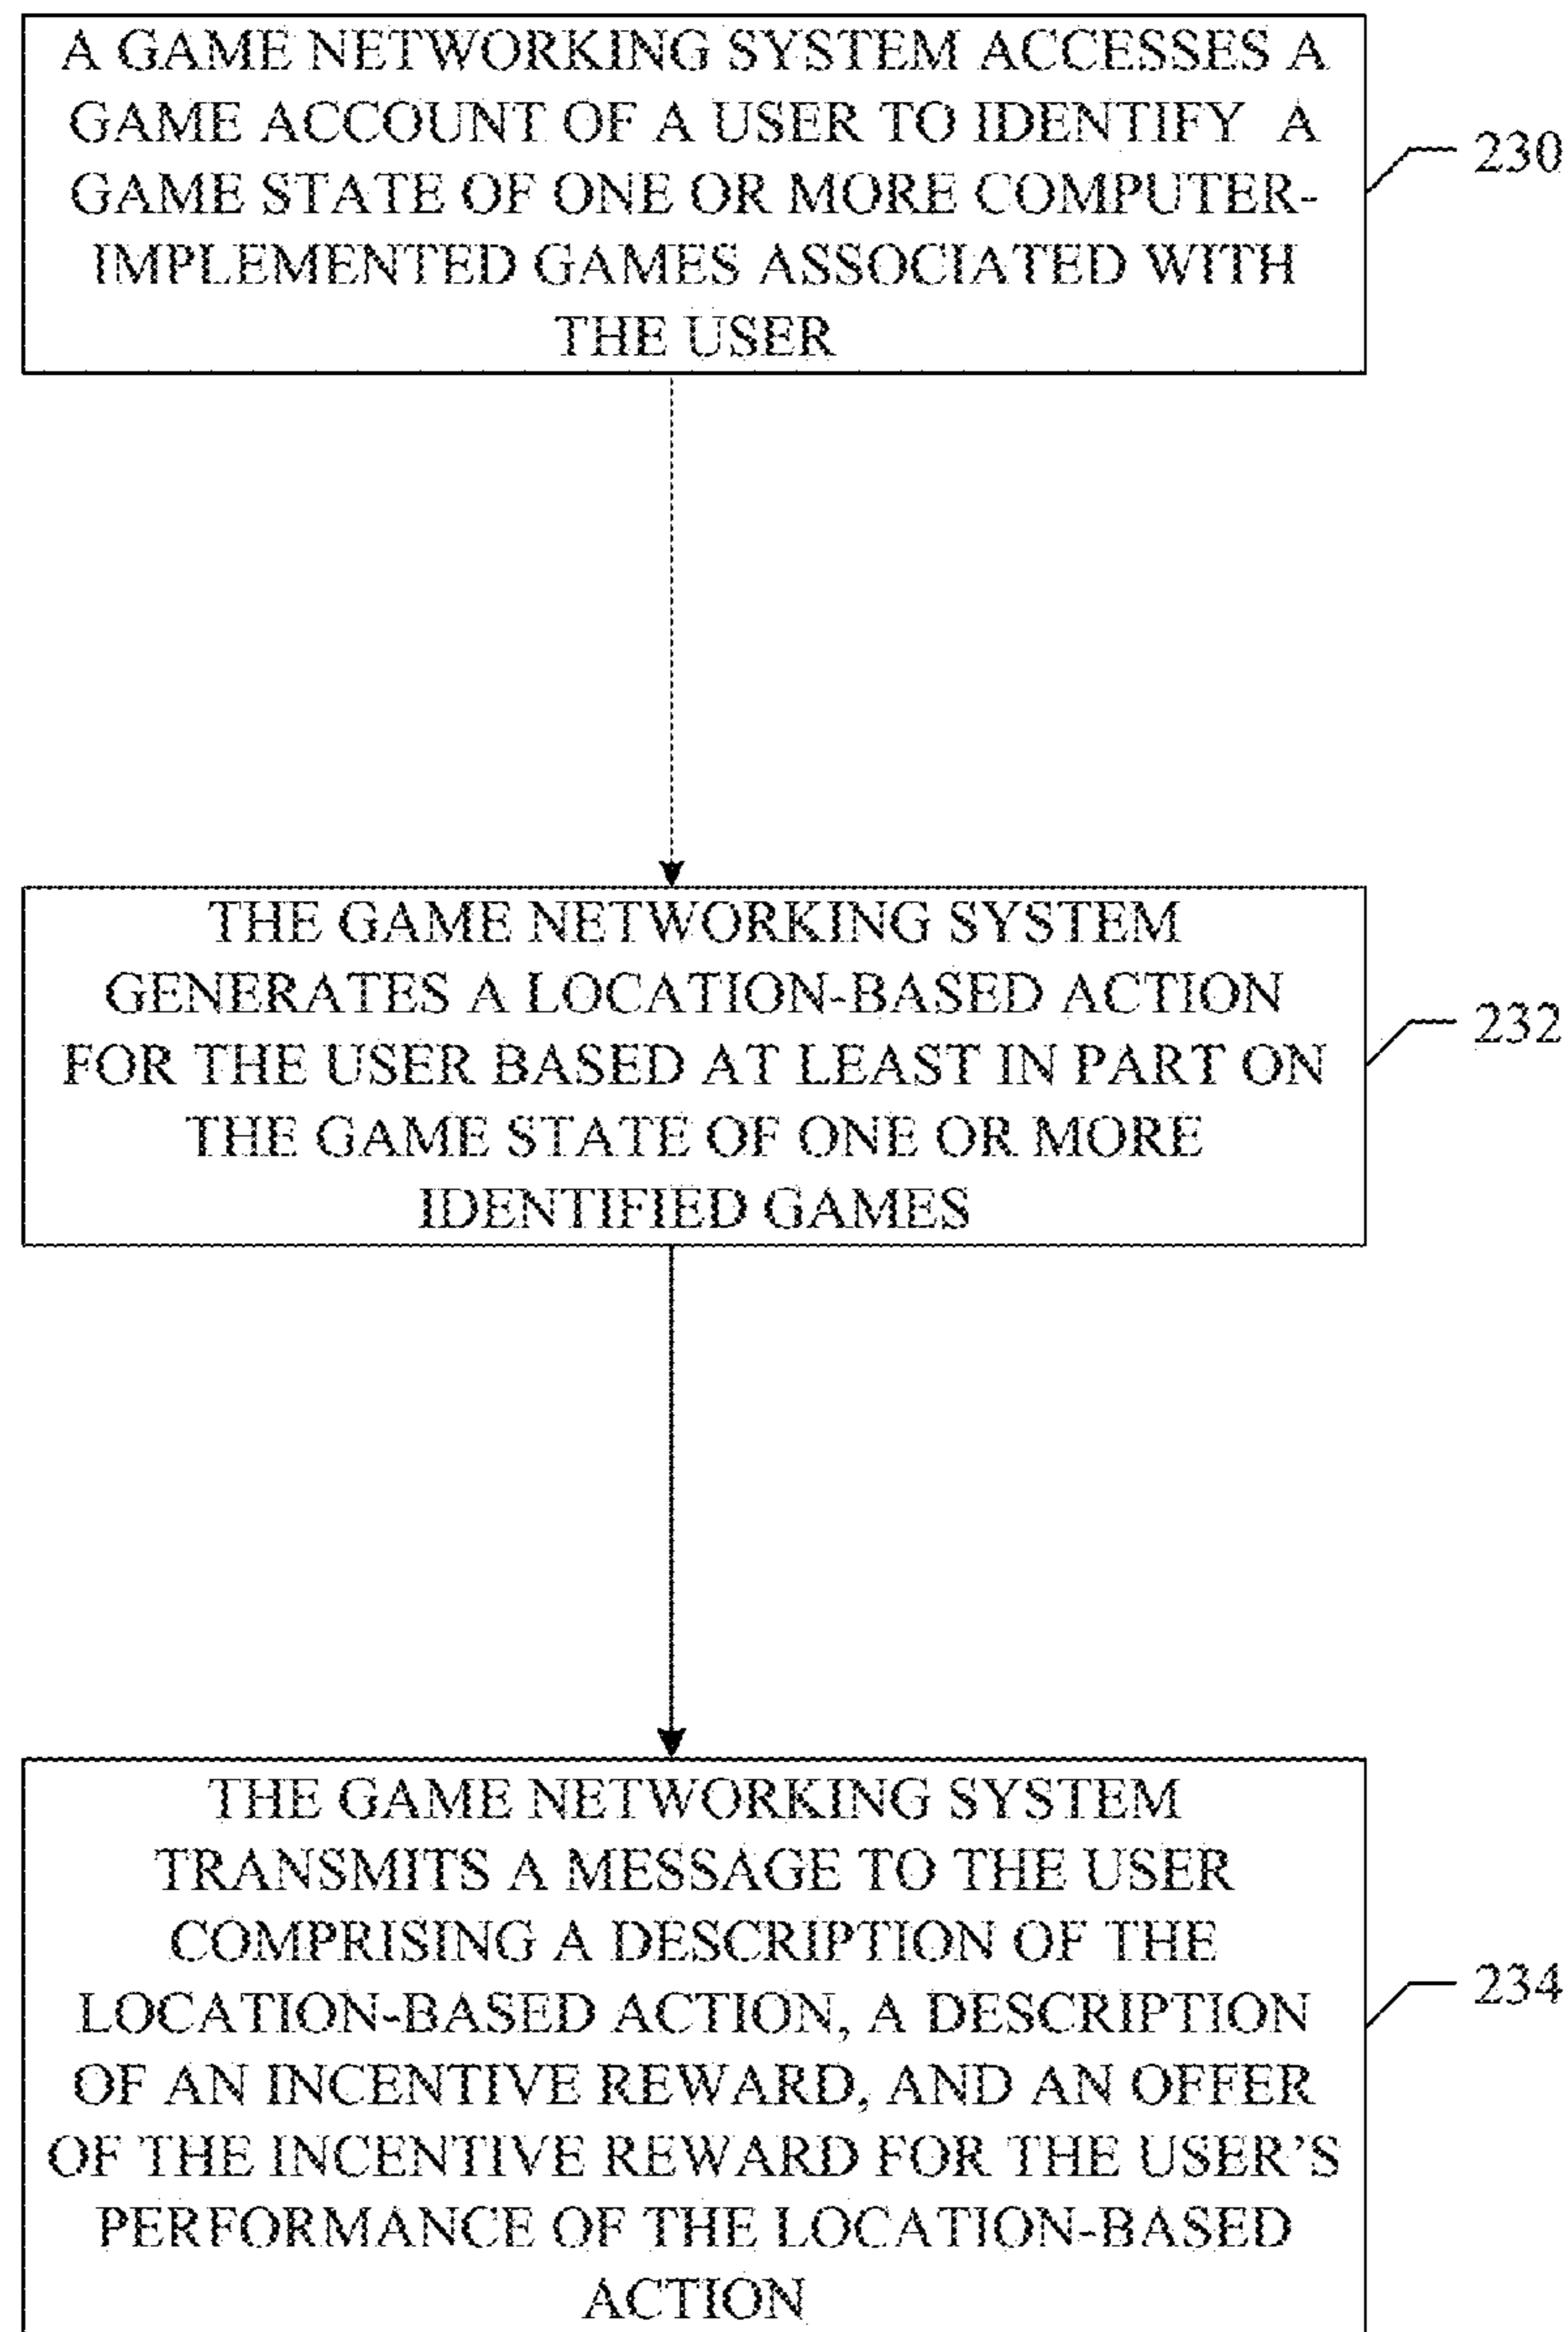 A GAME NETWORKING SYSTEM ACCESSES A
GAME ACCOUNT OF A USER TO IDENTIFY A
GAME STATE OF ONE OR MORE COMPUTER-
IMPLEMENTED GAMES ASSOCIATED WITH
THE USER
230
THE GAME NETWORKING SYSTEM
GENERATES A LOCATION-BASED ACTION
FOR THE USER BASED AT LEAST IN PART ON
THE GAME STATE OF ONE OR MORE
IDENTIFIED GAMES
232
THE GAME NETWORKING SYSTEM
TRANSMITS A MESSAGE TO THE USER
COMPRISING A DESCRIPTION OF THE
LOCATION-BASED ACTION, A DESCRIPTION
OF AN INCENTIVE REWARD, AND AN OFFER
OF THE INCENTIVE REWARD FOR THE USER'S
PERFORMANCE OF THE LOCATION-BASED
ACTION
234